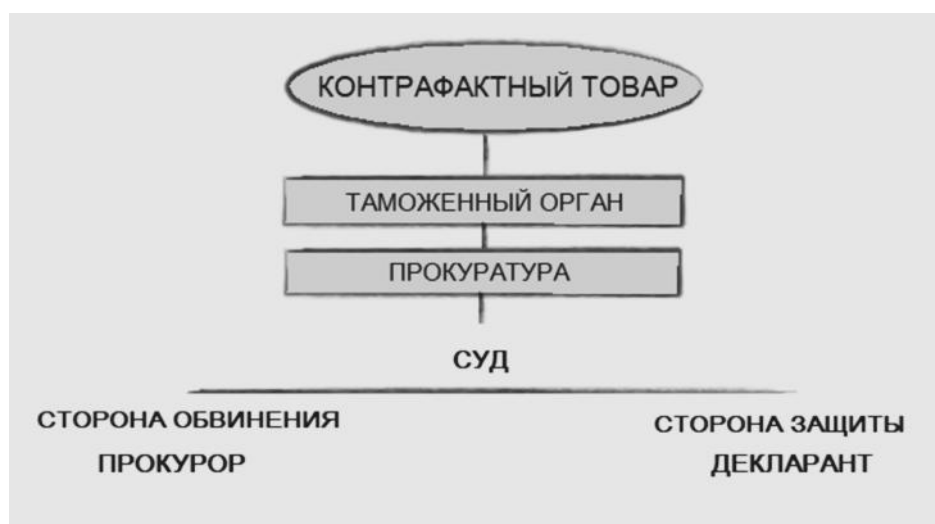 КОНТРАФАКТНЫЙ ТОВАР
ТАМОЖЕННЫЙ ОРГАН
ПРОКУРАТУРА
СУД
СТОРОНА ОБВИНЕНИЯ
ПРОКУРОР
СТОРОНА ЗАЩИТЫ
ДЕКЛАРАНТ